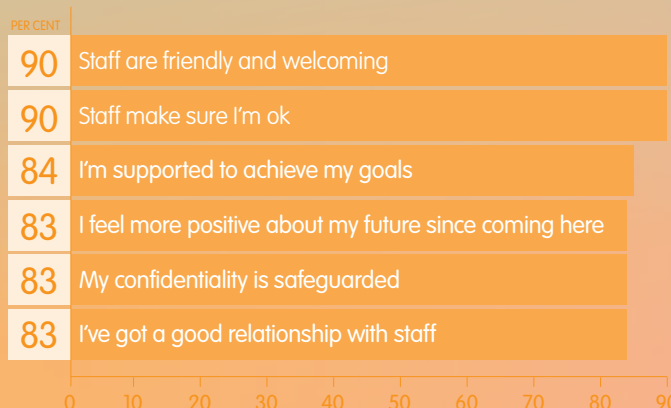 PER CENT
90 Staff are friendly and welcoming
90 Staff make sure I'm ok
84 I'm supported to achieve my goals
83 I feel more positive about my future since coming here
83 My confidentiality is safeguarded
83 I've got a good relationship with staff
0 10 20 30 40 50 60 70 80